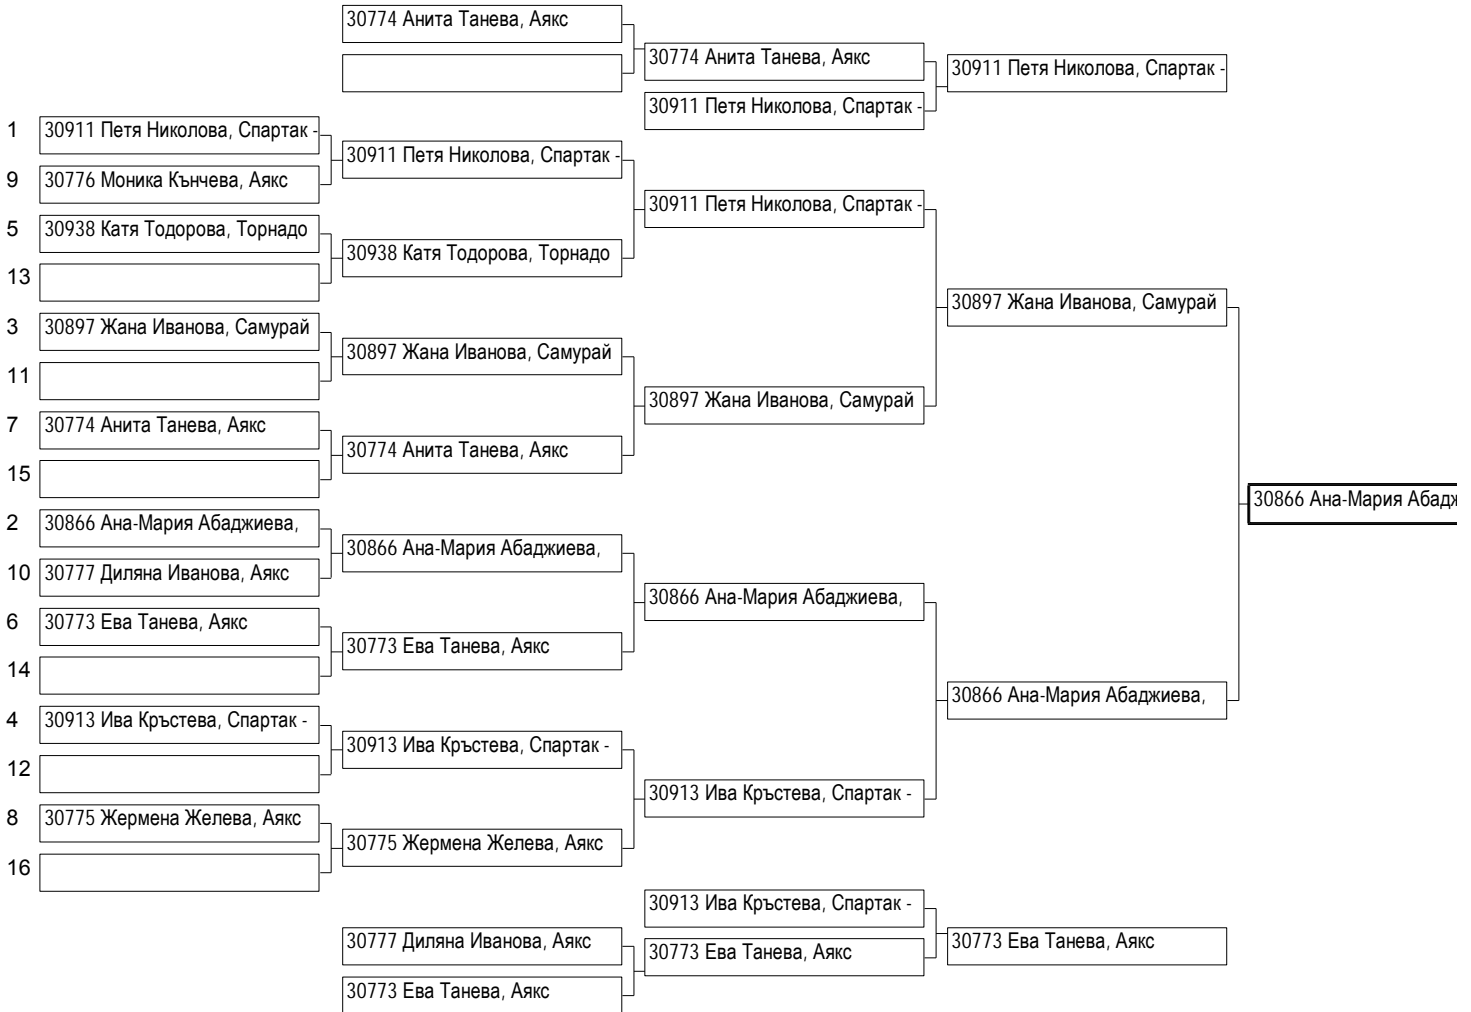 30774 Анита Танева, Аякс
30774 Анита Танева, Аякс
30911 Петя Николова, Спартак -
30911 Петя Николова, Спартак -
1 30911 Петя Николова, Спартак -
30911 Петя Николова, Спартак -
9 30776 Моника Кънчева, Аякс
30911 Петя Николова, Спартак -
5 30938 Катя Тодорова, Торнадо
30938 Катя Тодорова, Торнадо
13
30897 Жана Иванова, Самурай
3 30897 Жана Иванова, Самурай
30897 Жана Иванова, Самурай
11
30897 Жана Иванова, Самурай
7 30774 Анита Танева, Аякс
30774 Анита Танева, Аякс
15
30866 Ана-Мария Абадж
2 30866 Ана-Мария Абаджиева,
30866 Ана-Мария Абаджиева,
10 30777 Диляна Иванова, Аякс
30866 Ана-Мария Абаджиева,
6 30773 Ева Танева, Аякс
30773 Ева Танева, Аякс
14
30866 Ана-Мария Абаджиева,
4 30913 Ива Кръстева, Спартак -
30913 Ива Кръстева, Спартак -
12
30913 Ива Кръстева, Спартак -
8 30775 Жермена Желева, Аякс
30775 Жермена Желева, Аякс
16
30913 Ива Кръстева, Спартак -
30777 Диляна Иванова, Аякс
30773 Ева Танева, Аякс
30773 Ева Танева, Аякс
30773 Ева Танева, Аякс